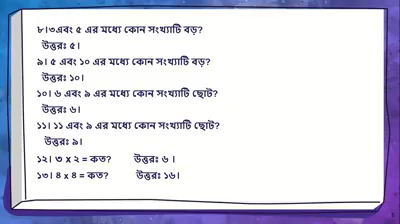 ৮।৩এবং ৫ এর মধ্যে কোন সংখ্যাটি বড়?
উত্তরঃ ৫।
৯। ৫ এবং ১০ এর মধ্যে কোন সংখ্যাটি বড়?
উত্তরঃ ১০।
১০। ৬ এবং ৯ এর মধ্যে কোন সংখ্যাটি ছোট?
উত্তরঃ ৬।
১১। ১১ এবং ৯ এর মধ্যে কোন সংখ্যাটি ছোট?
উত্তরঃ ৯।
১২। ৩ x ২ = কত? উত্তরঃ ৬ ।
১৩। ৪ x ৪ = কত? উত্তরঃ ১৬।